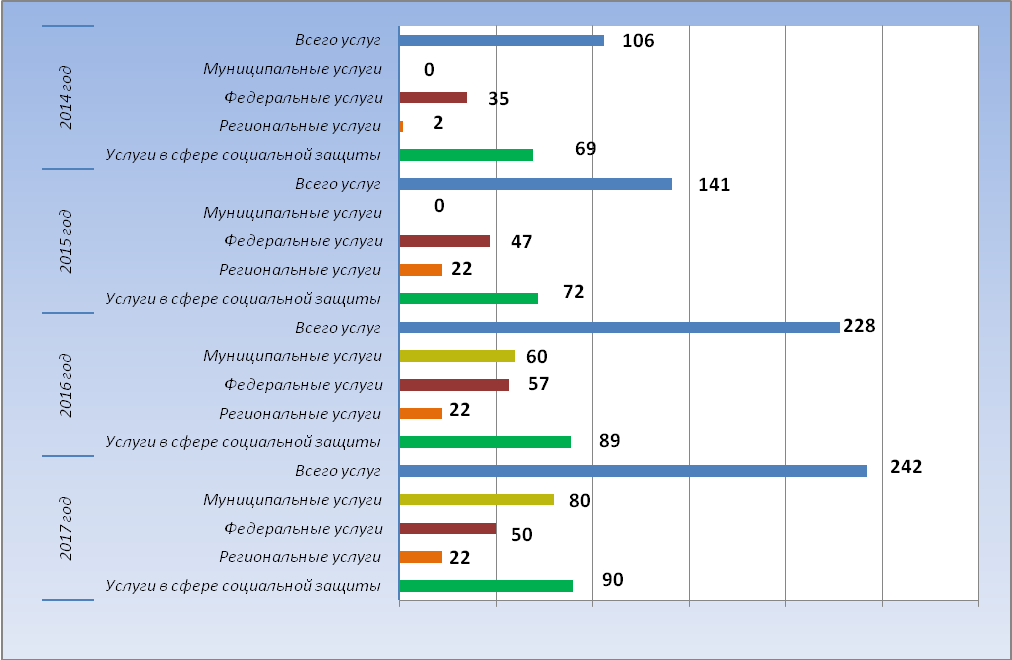 2014 год
Всего услуг 106
Муниципальные услуги 0
Федеральные услуги 35
Региональные услуги 2
Услуги в сфере социальной защиты 69
2015 год
Всего услуг 141
Муниципальные услуги 0
Федеральные услуги 47
Региональные услуги 22
Услуги в сфере социальной защиты 72
2016 год
Всего услуг 228
Муниципальные услуги 60
Федеральные услуги 57
Региональные услуги 22
Услуги в сфере социальной защиты 89
2017 год
Всего услуг 242
Муниципальные услуги 80
Федеральные услуги 50
Региональные услуги 22
Услуги в сфере социальной защиты 90